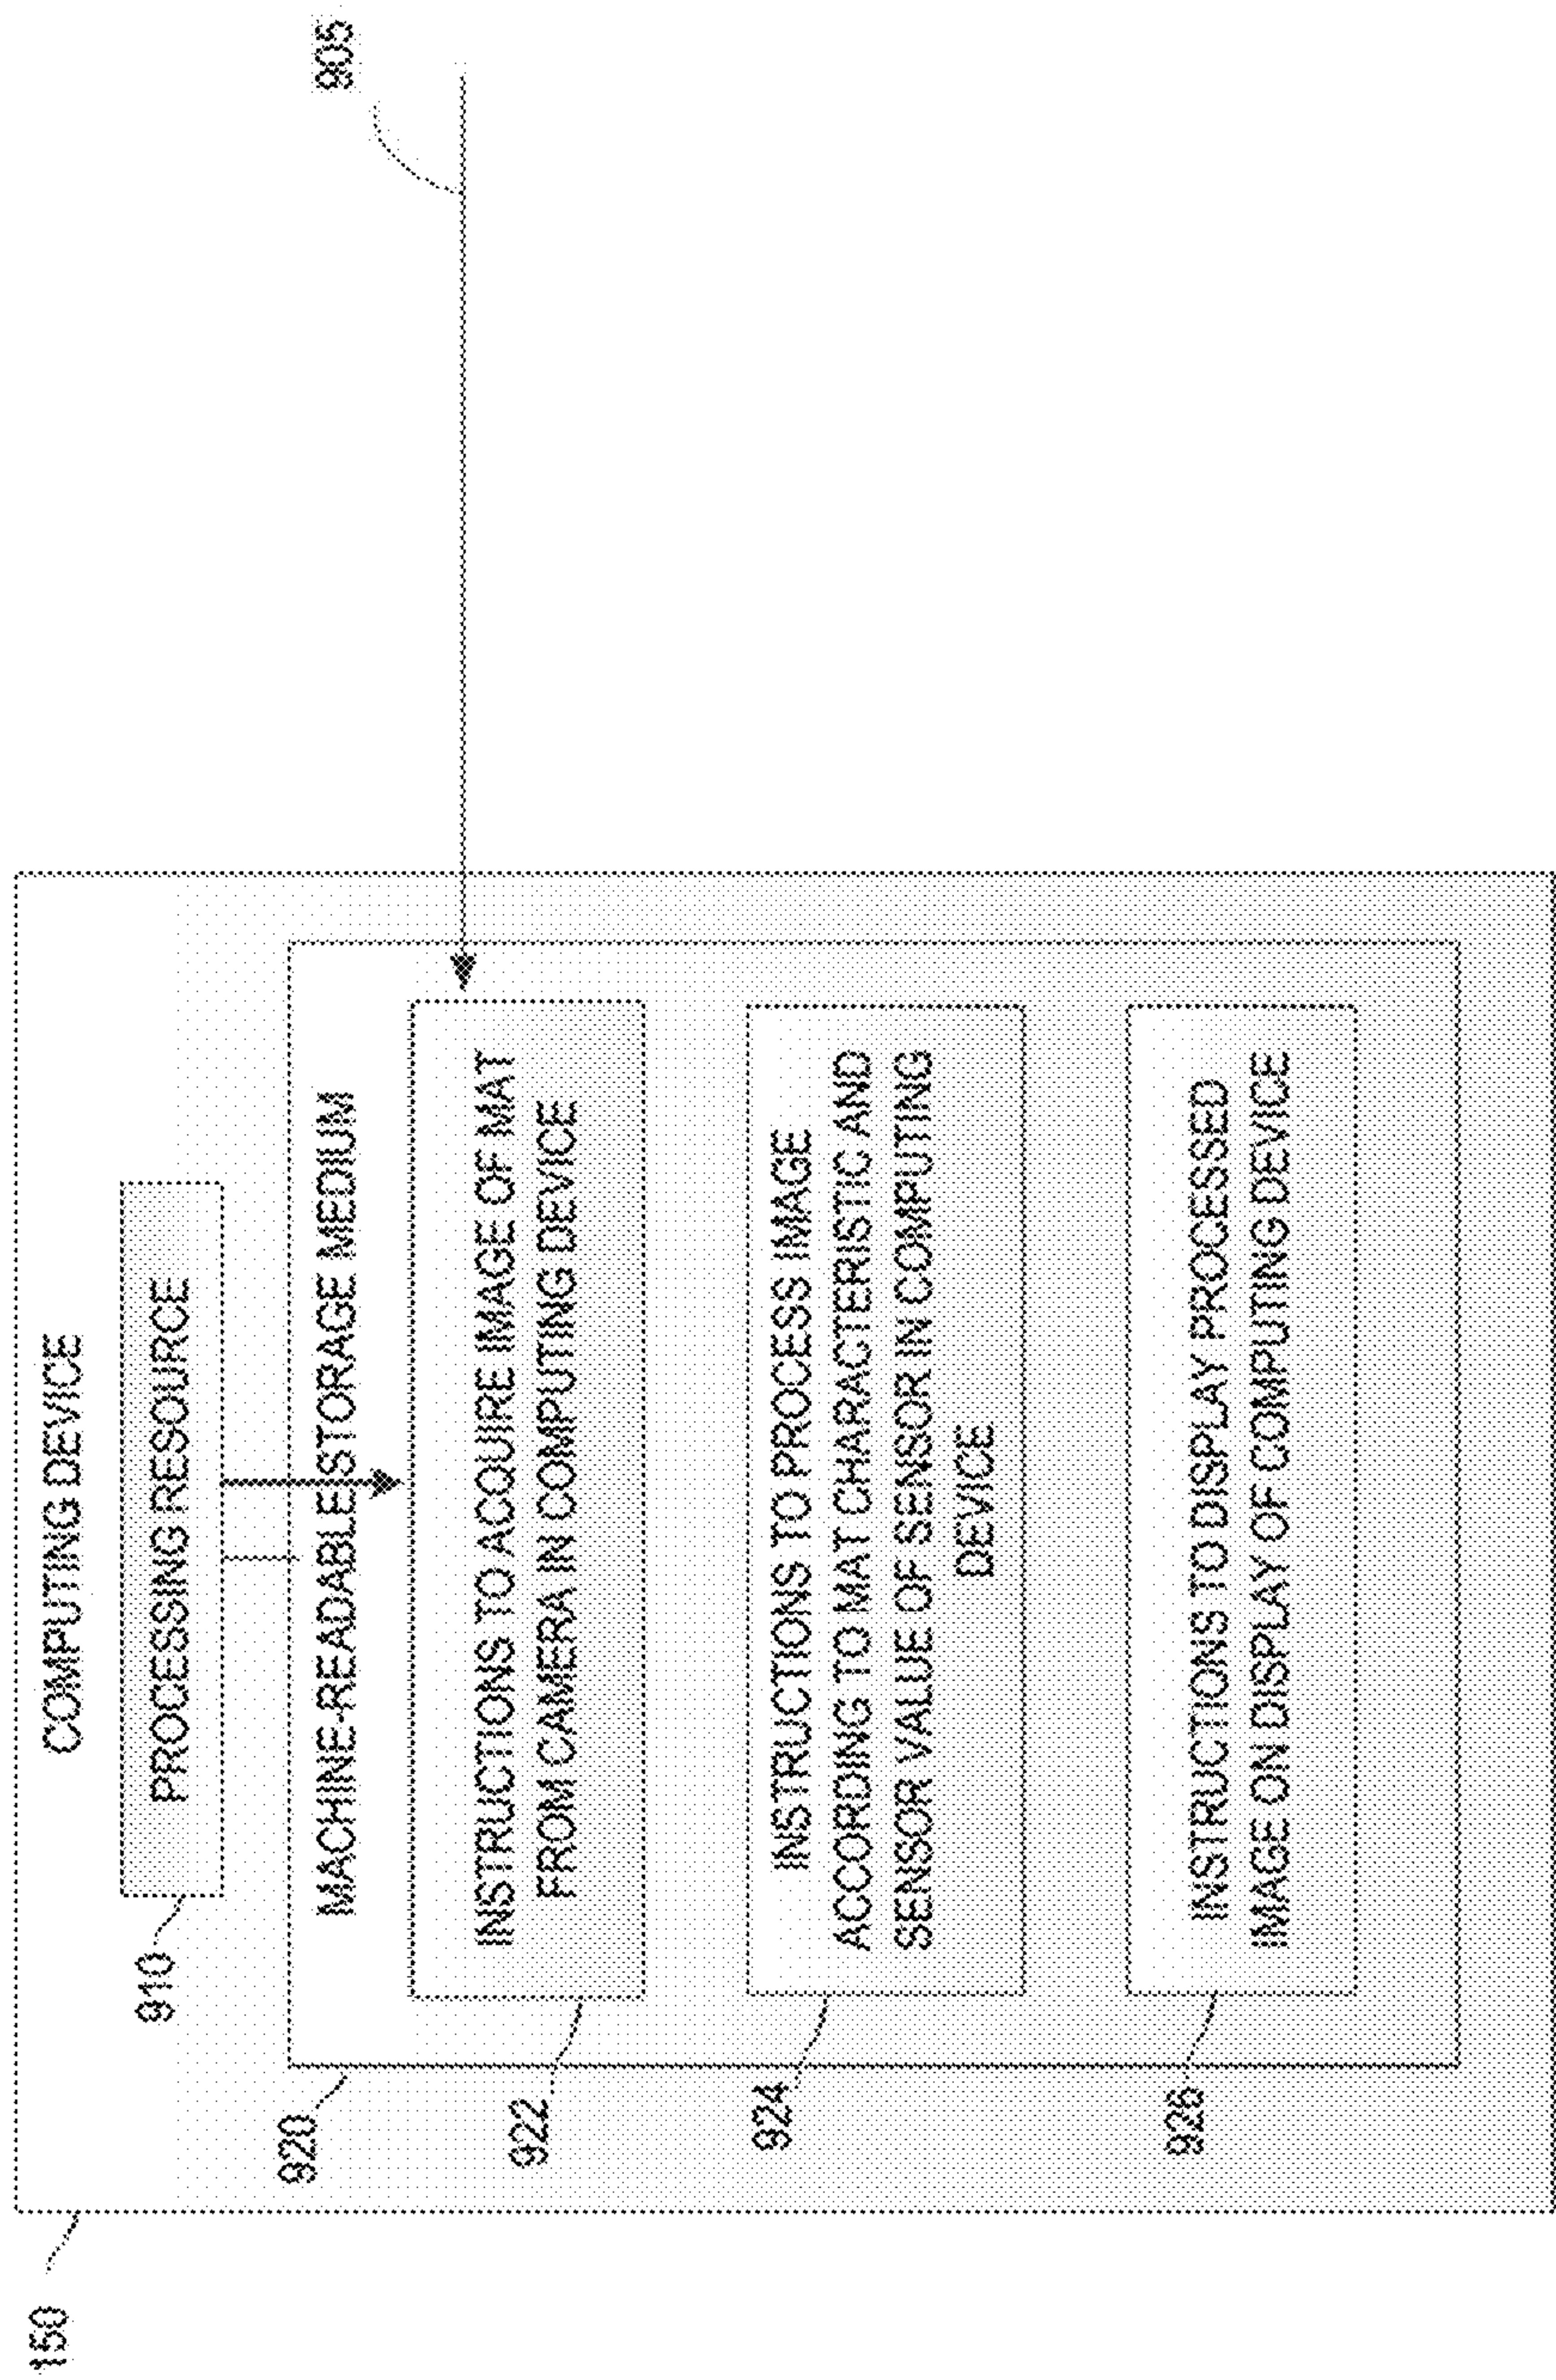 150
COMPUTING DEVICE
910
PROCESSING RESOURCE
920
MACHINE-READABLE STORAGE MEDIUM
905
922
INSTRUCTIONS TO ACQUIRE IMAGE OF MAT
FROM CAMERA IN COMPUTING DEVICE
924
INSTRUCTIONS TO PROCESS IMAGE
ACCORDING TO MAT CHARACTERISTIC AND
SENSOR VALUE OF SENSOR IN COMPUTING
DEVICE
926
INSTRUCTIONS TO DISPLAY PROCESSED
IMAGE ON DISPLAY OF COMPUTING DEVICE